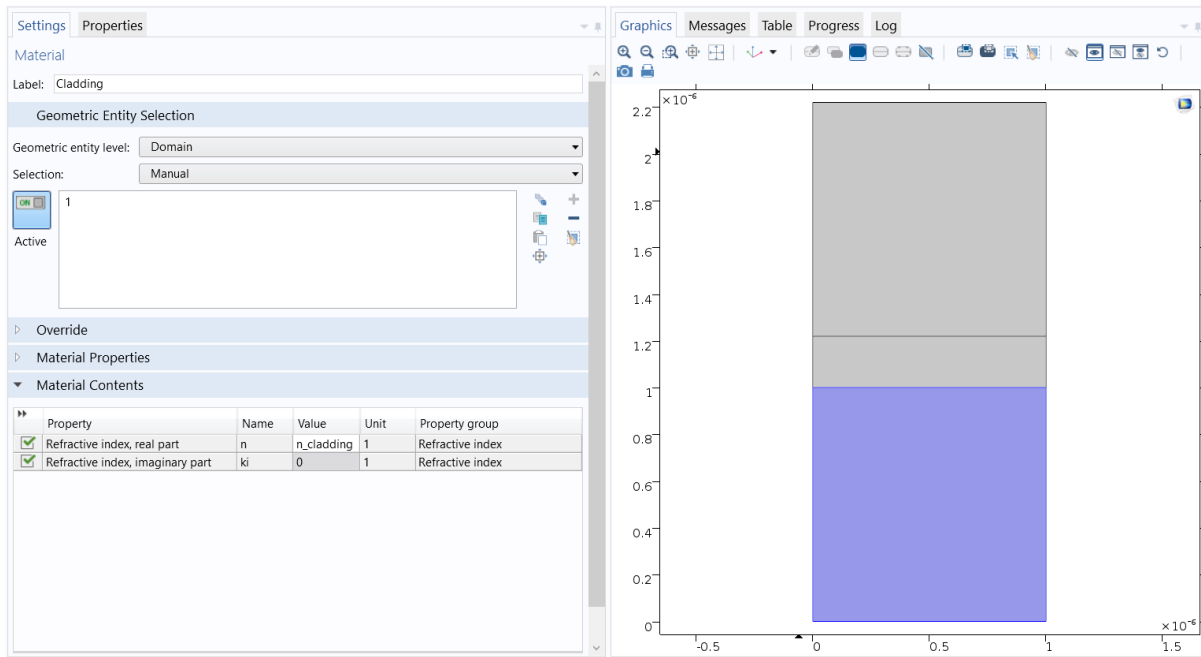 Settings Properties
Material
Label: Cladding
Geometric Entity Selection
Geometric entity level: Domain
Selection: Manual
ON
1
Active
Override
Material Properties
Material Contents
Property Name Value Unit Property group
Refractive index, real part n n_cladding 1 Refractive index
Refractive index, imaginary part ki 0 1 Refractive index
Graphics Messages Table Progress Log
×10⁻⁶
2.2
2
1.8
1.6
1.4
1.2
1
0.8
0.6
0.4
0.2
0
×10⁻⁶
-0.5 0 0.5 1 1.5